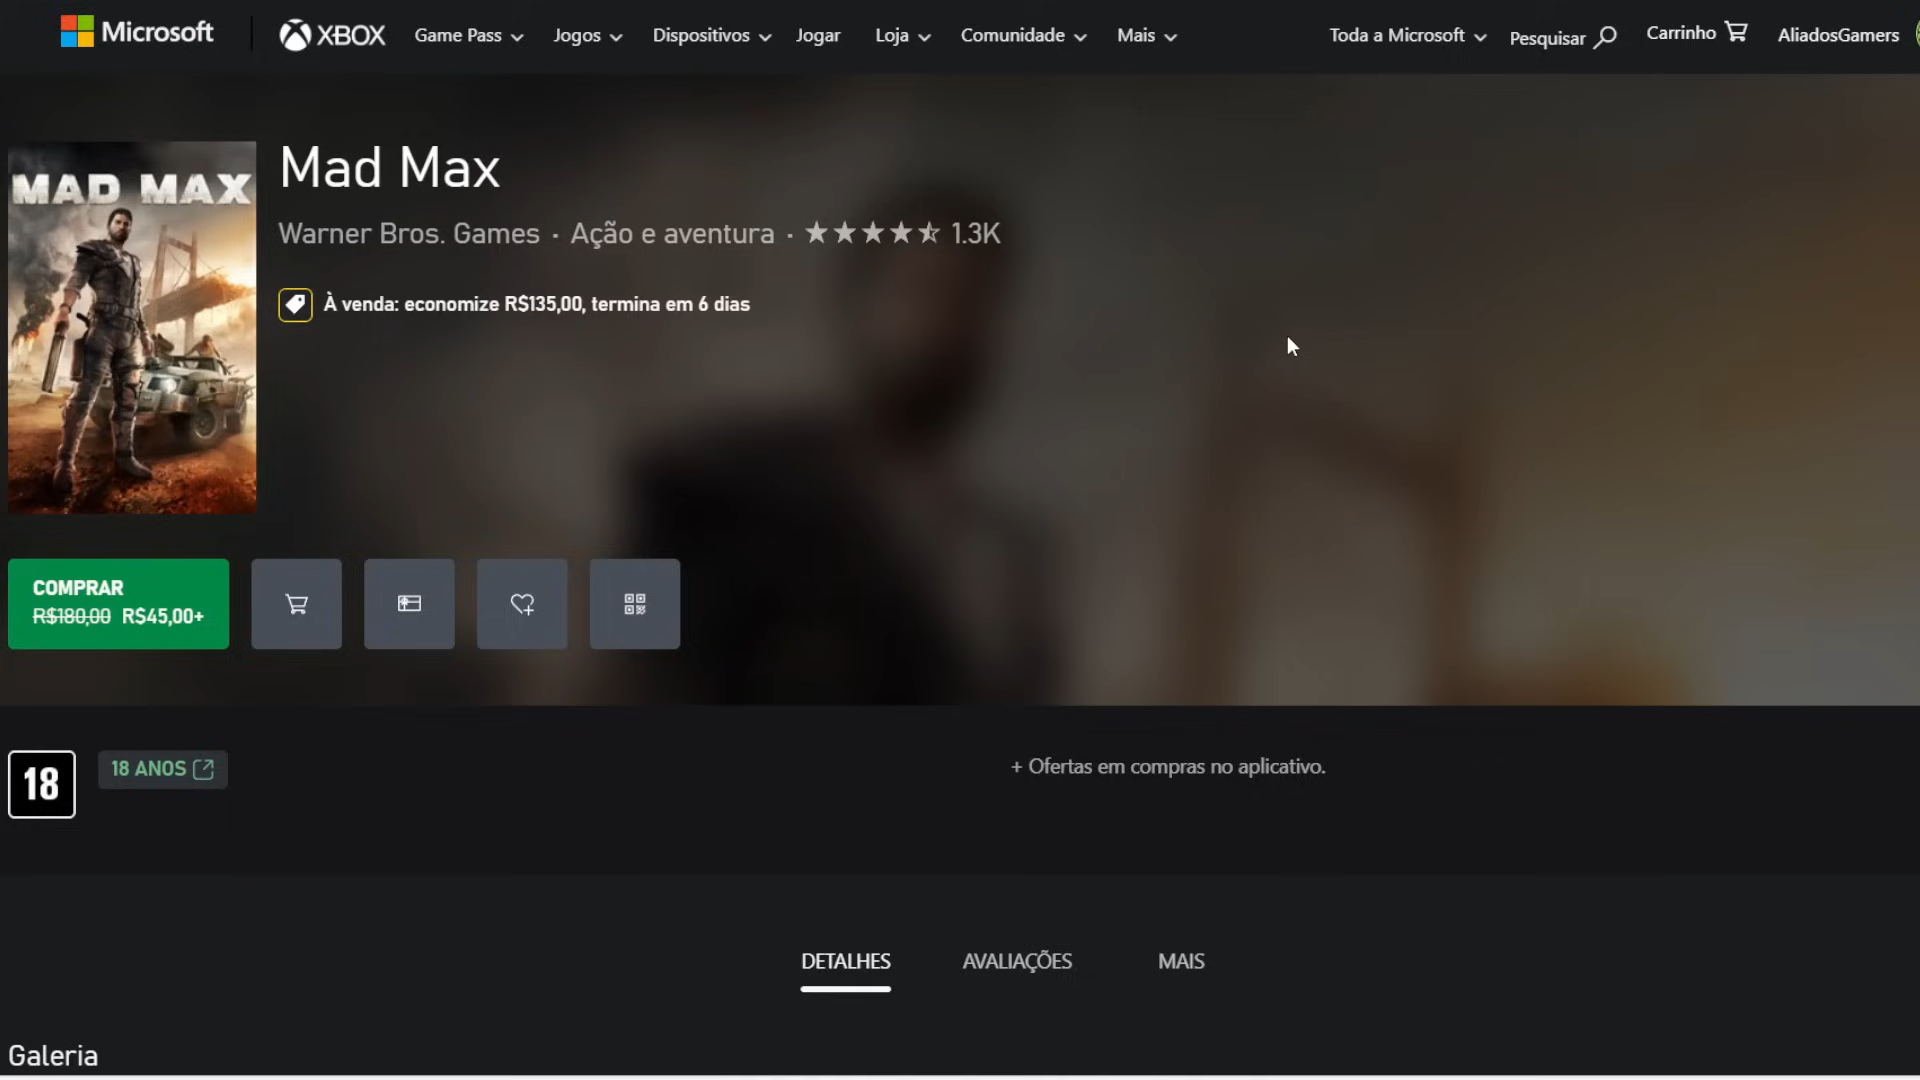 Microsoft
XBOX
Game Pass
Jogos
Dispositivos
Jogar
Loja
Comunidade
Mais
Toda a Microsoft
Pesquisar
Carrinho
AliadosGamers
MAD MAX
Mad Max
Warner Bros. Games · Ação e aventura · 1.3K
À venda: economize R$135,00, termina em 6 dias
COMPRAR
R$180,00 R$45,00+
18
18 ANOS
+ Ofertas em compras no aplicativo.
DETALHES
AVALIAÇÕES
MAIS
Galeria